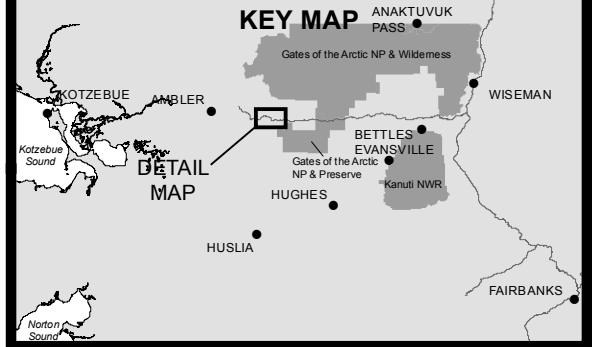 KEY MAP
ANAKTUVUK
PASS
Gates of the Arctic NP & Wilderness
WISEMAN
KOTZEBUE
AMBLER
Kotzebue
Sound
DETAIL
MAP
BETTLES
EVANSVILLE
Gates of the Arctic
NP & Preserve
Kanuti NWR
HUGHES
HUSLIA
FAIRBANKS
Norton
Sound